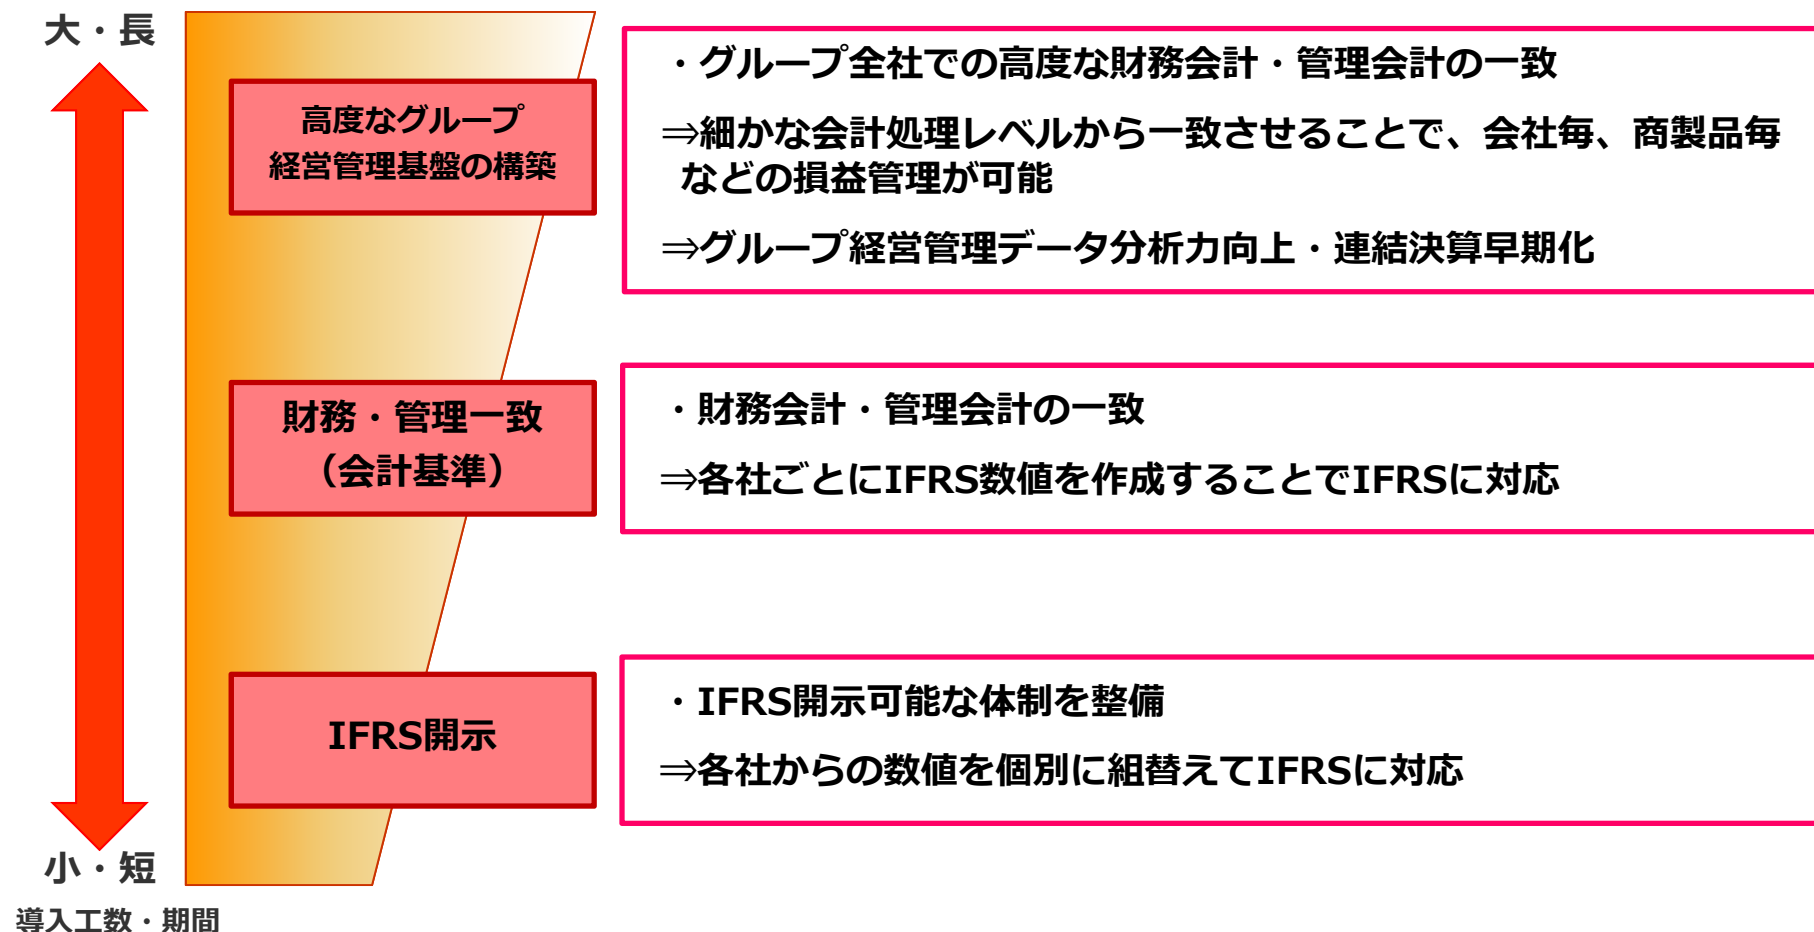 大・長
高度なグループ
経営管理基盤の構築
・グループ全社での高度な財務会計・管理会計の一致
⇒細かな会計処理レベルから一致させることで、会社毎、商製品毎
などの損益管理が可能
⇒グループ経営管理データ分析力向上・連結決算早期化
財務・管理一致
（会計基準）
・財務会計・管理会計の一致
⇒各社ごとにIFRS数値を作成することでIFRSに対応
IFRS開示
・IFRS開示可能な体制を整備
⇒各社からの数値を個別に組替えてIFRSに対応
小・短
導入工数・期間